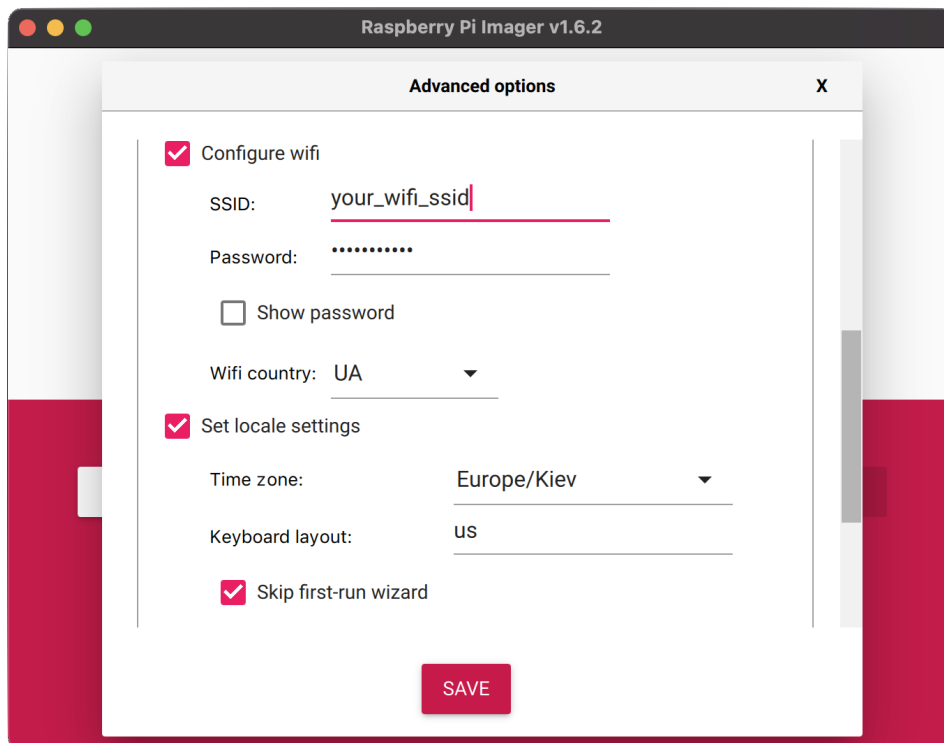 Raspberry Pi Imager v1.6.2
Advanced options X
Configure wifi
SSID: your_wifi_ssid
Password: •••••••••••
Show password
Wifi country: UA
Set locale settings
Time zone: Europe/Kiev
Keyboard layout: us
Skip first-run wizard
SAVE